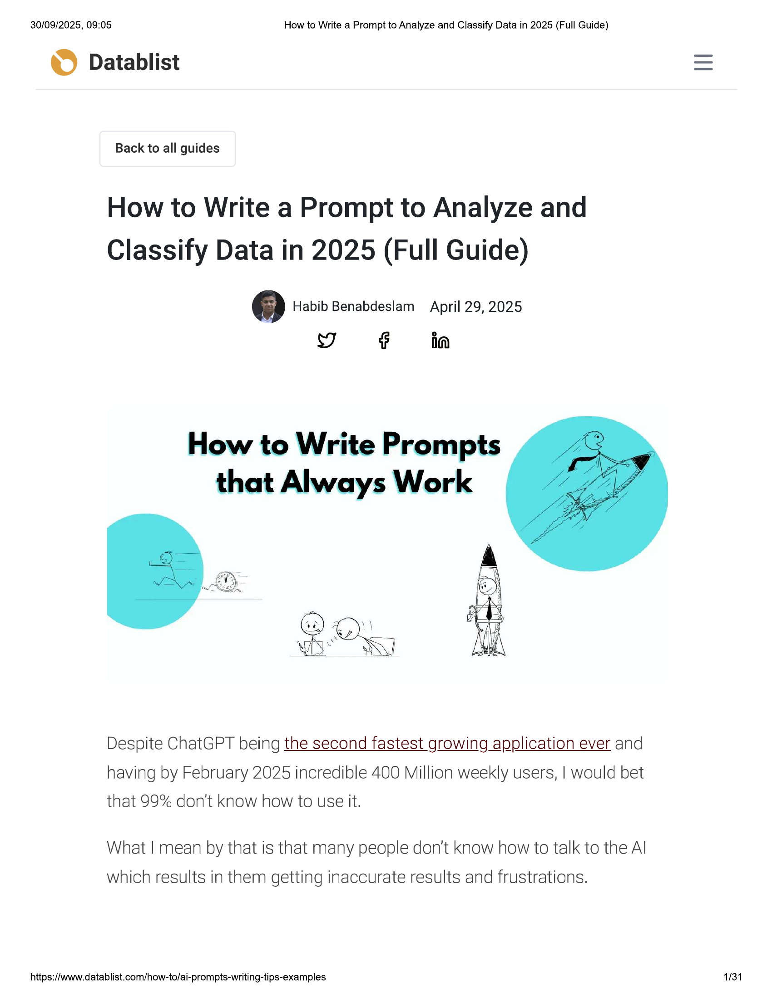 30/09/2025, 09:05
How to Write a Prompt to Analyze and Classify Data in 2025 (Full Guide)
Datablist
Back to all guides
How to Write a Prompt to Analyze and
Classify Data in 2025 (Full Guide)
Habib Benabdeslam
April 29, 2025
How to Write Prompts
that Always Work
Despite ChatGPT being the second fastest growing application ever and
having by February 2025 incredible 400 Million weekly users, I would bet
that 99% don’t know how to use it.
What I mean by that is that many people don’t know how to talk to the AI
which results in them getting inaccurate results and frustrations.
https://www.datablist.com/how-to/ai-prompts-writing-tips-examples
1/31